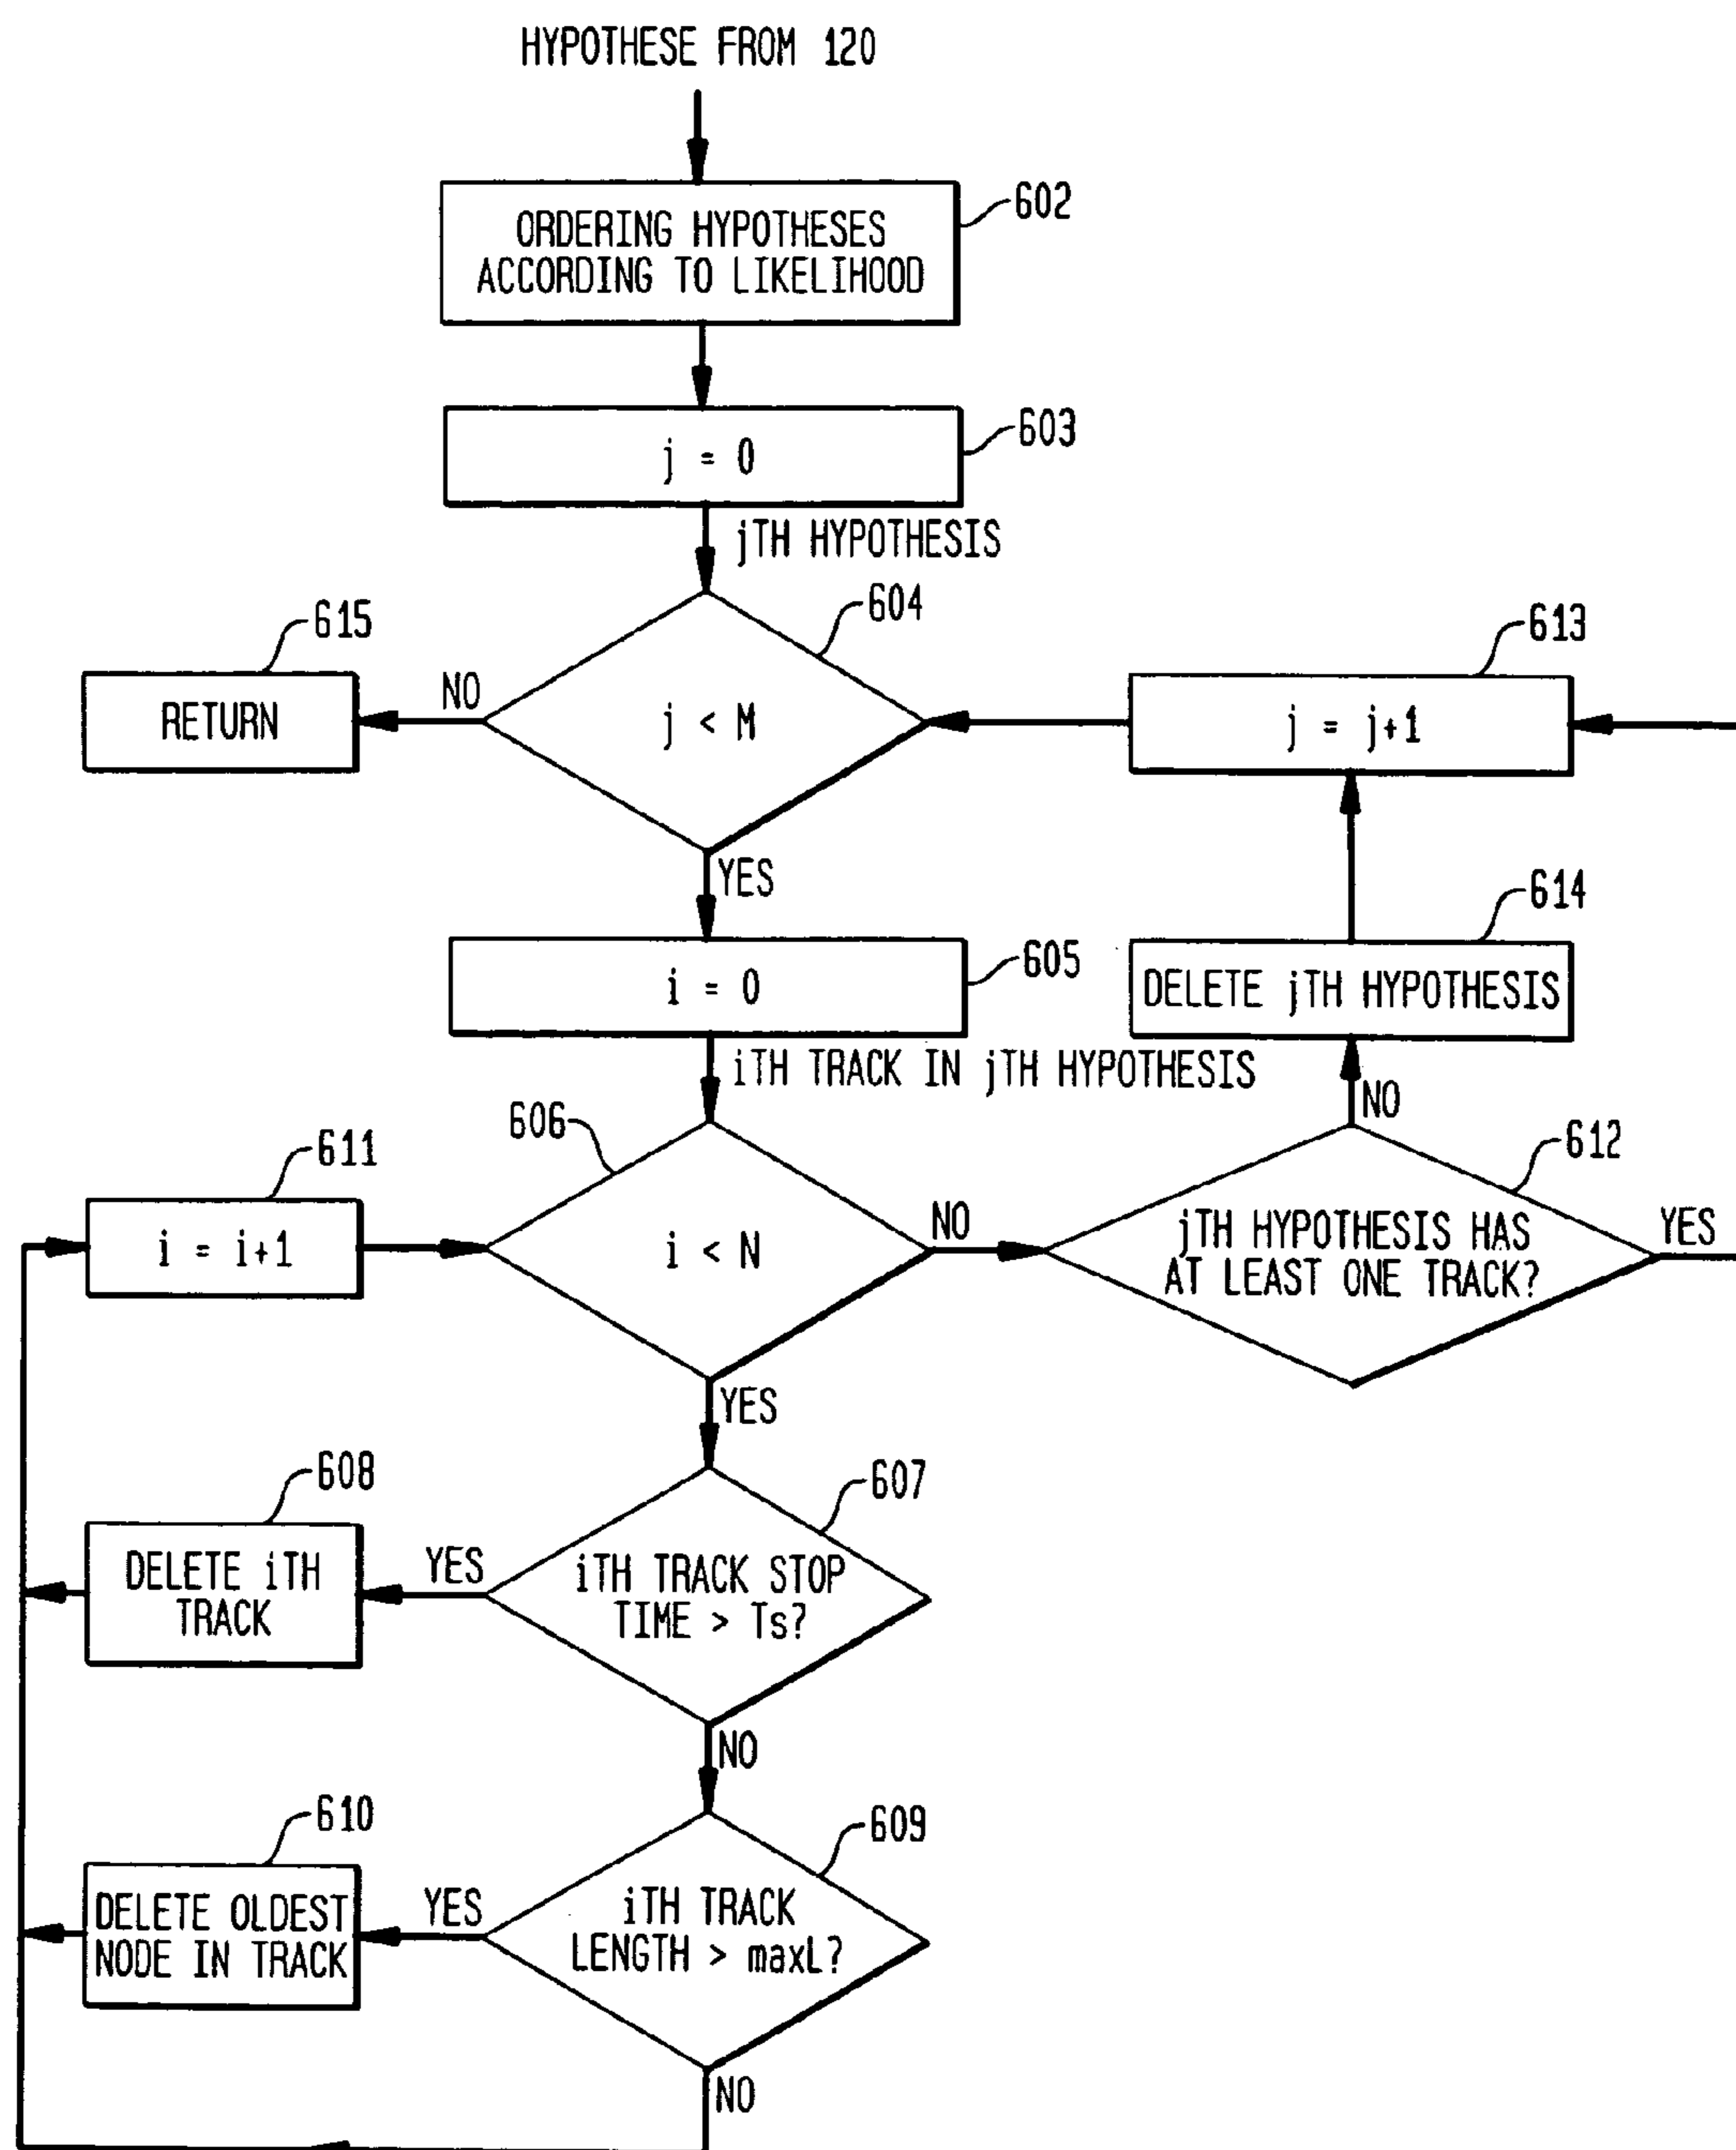 HYPOTHESE FROM 120
602
ORDERING HYPOTHESES
ACCORDING TO LIKELIHOOD
603
j = 0
jTH HYPOTHESIS
604
615
613
NO
RETURN
j < M
j = j+1
YES
614
605
i = 0
DELETE jTH HYPOTHESIS
iTH TRACK IN jTH HYPOTHESIS
NO
606
611
612
NO
YES
i = i+1
i < N
jTH HYPOTHESIS HAS
AT LEAST ONE TRACK?
YES
608
607
YES
DELETE iTH
TRACK
iTH TRACK STOP
TIME > Ts?
NO
610
609
YES
DELETE OLDEST
NODE IN TRACK
iTH TRACK
LENGTH > maxL?
NO